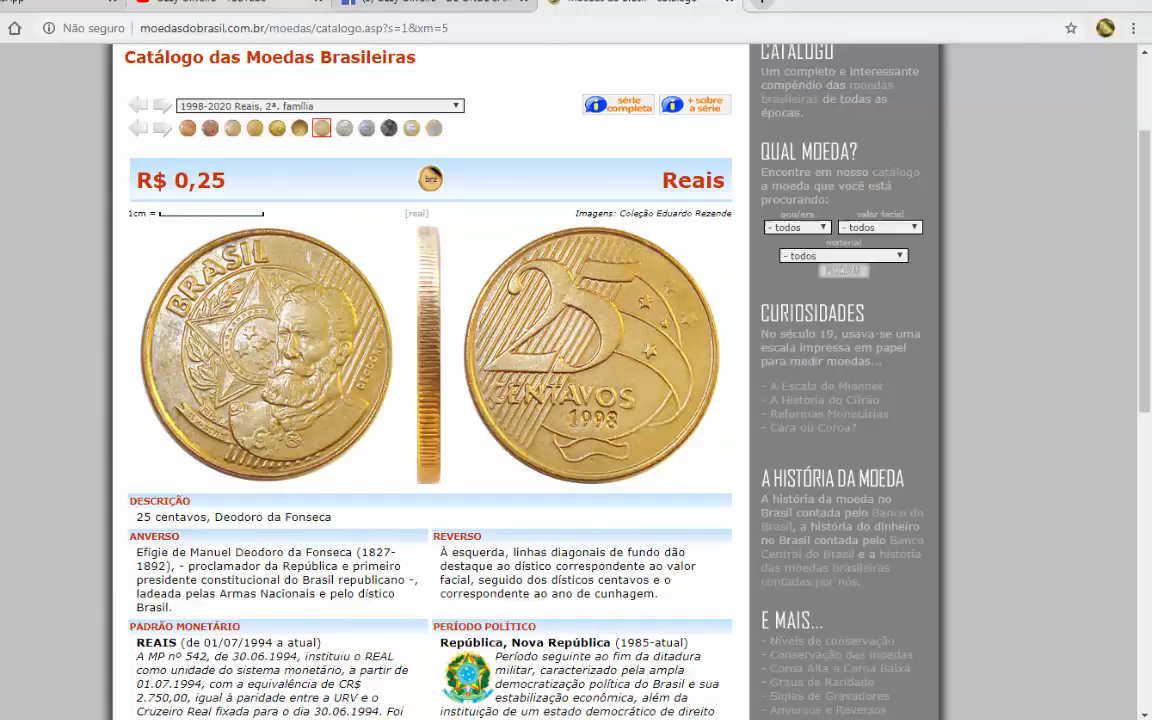 Não seguro
moedasdobrasil.com.br/moedas/catalogo.asp?s=1&xm=5
Catálogo das Moedas Brasileiras
1998-2020 Reais, 2ª. família
série completa
+ sobre a série
R$ 0,25
Reais
1cm =
[real]
Imagens: Coleção Eduardo Rezende
BRASIL
DEODORO
25
CENTAVOS
1998
DESCRIÇÃO
25 centavos, Deodoro da Fonseca
ANVERSO
Efígie de Manuel Deodoro da Fonseca (1827-
1892), - proclamador da República e primeiro
presidente constitucional do Brasil republicano -,
ladeada pelas Armas Nacionais e pelo dístico
Brasil.
REVERSO
À esquerda, linhas diagonais de fundo dão
destaque ao dístico correspondente ao valor
facial, seguido dos dísticos centavos e o
correspondente ao ano de cunhagem.
PADRÃO MONETÁRIO
REAIS (de 01/07/1994 a atual)
A MP nº 542, de 30.06.1994, instituiu o REAL
como unidade do sistema monetário, a partir de
01.07.1994, com a equivalência de CR$
2.750,00, igual à paridade entre a URV e o
Cruzeiro Real fixada para o dia 30.06.1994. Foi
PERÍODO POLÍTICO
República, Nova República (1985-atual)
Período seguinte ao fim da ditadura
militar, caracterizado pela ampla
democratização política do Brasil e sua
estabilização econômica, além da
instituição de um estado democrático de direito
CATÁLOGO
Um completo e interessante
compêndio das moedas
brasileiras de todas as
épocas.
QUAL MOEDA?
Encontre em nosso catálogo
a moeda que você está
procurando:
ano/era
valor facial
- todos
- todos
material
- todos
PROCURAR
CURIOSIDADES
No século 19, usava-se uma
escala impressa em papel
para medir moedas...
- A Escala de Mionnet
- A História do Cifrão
- Reformas Monetárias
- Cara ou Coroa?
A HISTÓRIA DA MOEDA
A história da moeda no
Brasil contada pelo Banco do
Brasil, a história do dinheiro
no Brasil contada pelo Banco
Central do Brasil e a história
das moedas brasileiras
contadas por nós.
E MAIS...
- Níveis de conservação
- Conservação das moedas
- Coroa Alta e Coroa Baixa
- Graus de Raridade
- Siglas de Gravadores
- Anversos e Reversos